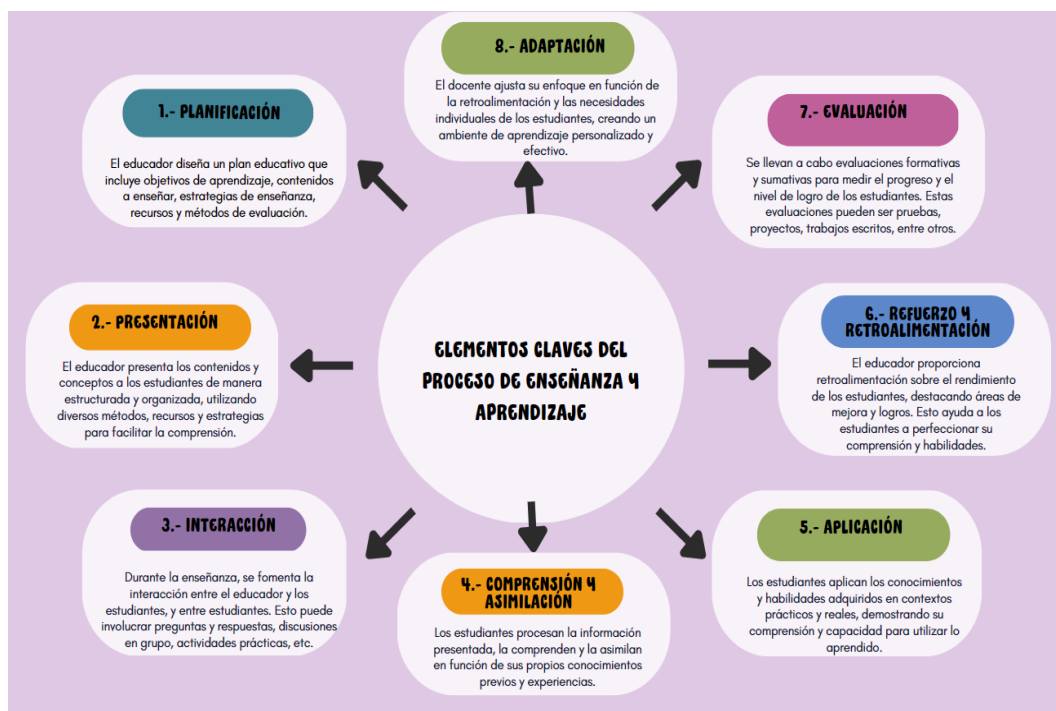 ELEMENTOS CLAVES DEL
PROCESO DE ENSEÑANZA Y
APRENDIZAJE
1.- PLANIFICACIÓN
El educador diseña un plan educativo que
incluye objetivos de aprendizaje, contenidos
a enseñar, estrategias de enseñanza,
recursos y métodos de evaluación.
2.- PRESENTACIÓN
El educador presenta los contenidos y
conceptos a los estudiantes de manera
estructurada y organizada, utilizando
diversos métodos, recursos y estrategias
para facilitar la comprensión.
3.- INTERACCIÓN
Durante la enseñanza, se fomenta la
interacción entre el educador y los
estudiantes, y entre estudiantes. Esto puede
involucrar preguntas y respuestas, discusiones
en grupo, actividades prácticas, etc.
4.- COMPRENSIÓN Y
ASIMILACIÓN
Los estudiantes procesan la información
presentada, la comprenden y la asimilan
en función de sus propios conocimientos
previos y experiencias.
5.- APLICACIÓN
Los estudiantes aplican los conocimientos
y habilidades adquiridos en contextos
prácticos y reales, demostrando su
comprensión y capacidad para utilizar lo
aprendido.
6.- REFUERZO Y
RETROALIMENTACIÓN
El educador proporciona
retroalimentación sobre el rendimiento
de los estudiantes, destacando áreas de
mejora y logros. Esto ayuda a los
estudiantes a perfeccionar su
comprensión y habilidades.
7.- EVALUACIÓN
Se llevan a cabo evaluaciones formativas
y sumativas para medir el progreso y el
nivel de logro de los estudiantes. Estas
evaluaciones pueden ser pruebas,
proyectos, trabajos escritos, entre otros.
8.- ADAPTACIÓN
El docente ajusta su enfoque en función de
la retroalimentación y las necesidades
individuales de los estudiantes, creando un
ambiente de aprendizaje personalizado y
efectivo.